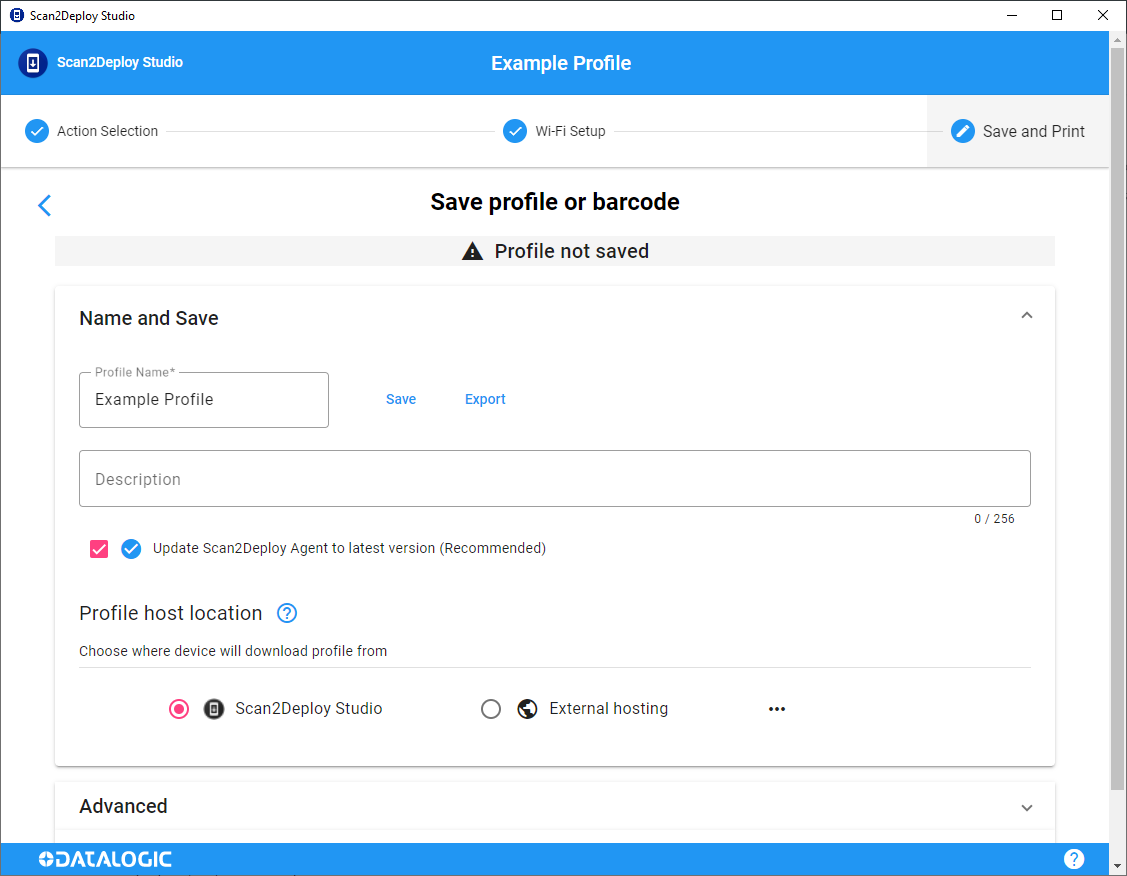 Scan2Deploy Studio
Scan2Deploy Studio
Example Profile
Action Selection
Wi-Fi Setup
Save and Print
Save profile or barcode
Profile not saved
Name and Save
Profile Name*
Example Profile
Save
Export
Description
0 / 256
Update Scan2Deploy Agent to latest version (Recommended)
Profile host location
Choose where device will download profile from
Scan2Deploy Studio
External hosting
Advanced
DATALOGIC